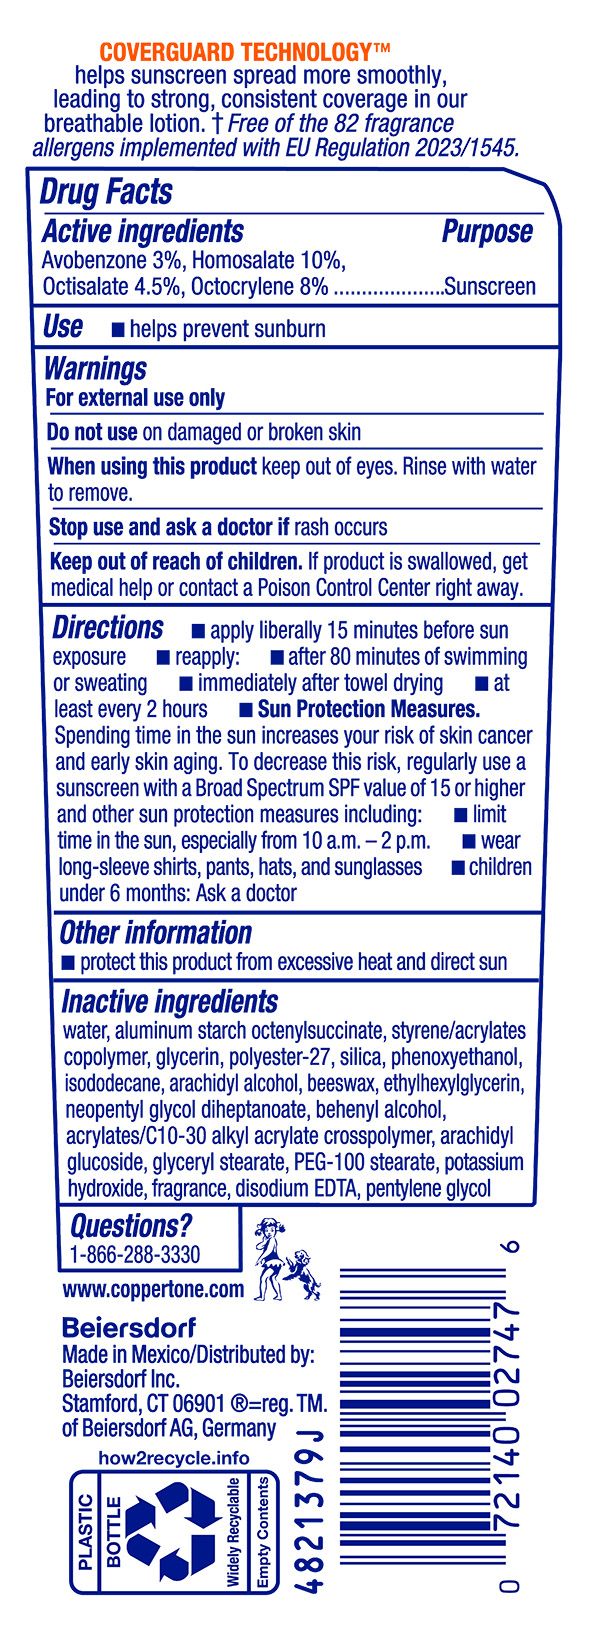 COVERGUARD TECHNOLOGY™
helps sunscreen spread more smoothly,
leading to strong, consistent coverage in our
breathable lotion. † Free of the 82 fragrance
allergens implemented with EU Regulation 2023/1545.
Drug Facts
Active ingredients Purpose
Avobenzone 3%, Homosalate 10%,
Octisalate 4.5%, Octocrylene 8% ....................Sunscreen
Use ■ helps prevent sunburn
Warnings
For external use only
Do not use on damaged or broken skin
When using this product keep out of eyes. Rinse with water
to remove.
Stop use and ask a doctor if rash occurs
Keep out of reach of children. If product is swallowed, get
medical help or contact a Poison Control Center right away.
Directions ■ apply liberally 15 minutes before sun
exposure ■ reapply: ■ after 80 minutes of swimming
or sweating ■ immediately after towel drying ■ at
least every 2 hours ■ Sun Protection Measures.
Spending time in the sun increases your risk of skin cancer
and early skin aging. To decrease this risk, regularly use a
sunscreen with a Broad Spectrum SPF value of 15 or higher
and other sun protection measures including: ■ limit
time in the sun, especially from 10 a.m. – 2 p.m. ■ wear
long-sleeve shirts, pants, hats, and sunglasses ■ children
under 6 months: Ask a doctor
Other information
■ protect this product from excessive heat and direct sun
Inactive ingredients
water, aluminum starch octenylsuccinate, styrene/acrylates
copolymer, glycerin, polyester-27, silica, phenoxyethanol,
isododecane, arachidyl alcohol, beeswax, ethylhexylglycerin,
neopentyl glycol diheptanoate, behenyl alcohol,
acrylates/C10-30 alkyl acrylate crosspolymer, arachidyl
glucoside, glyceryl stearate, PEG-100 stearate, potassium
hydroxide, fragrance, disodium EDTA, pentylene glycol
Questions?
1-866-288-3330
www.coppertone.com
Beiersdorf
Made in Mexico/Distributed by:
Beiersdorf Inc.
Stamford, CT 06901 ®=reg. TM.
of Beiersdorf AG, Germany
how2recycle.info
PLASTIC
BOTTLE
Widely Recyclable
Empty Contents
4821379J
0 72140 02747 6